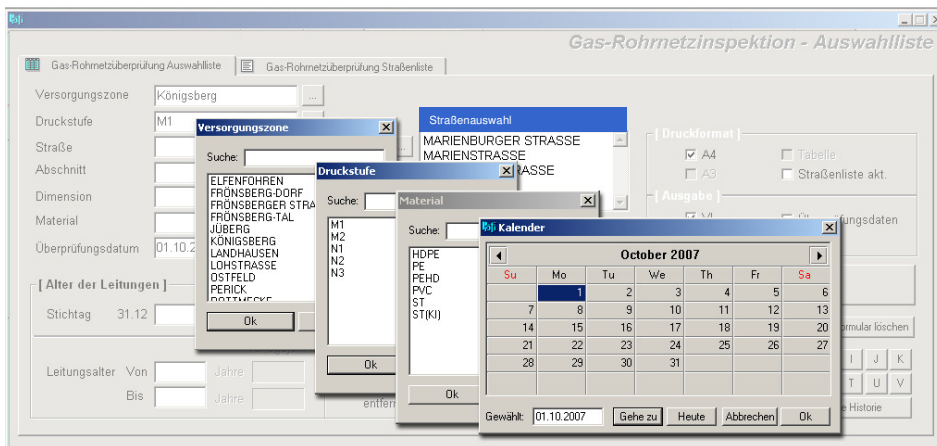 Gas-Rohrnetzinspektion - Auswahlliste
Gas-Rohrnetzüberprüfung Auswahlliste
Gas-Rohrnetzüberprüfung Straßenliste
Versorgungszone Königsberg ...
Druckstufe M1
Straße
Abschnitt
Dimension
Material
Überprüfungsdatum 01.10.2
[ Alter der Leitungen ]
Stichtag 31.12
Leitungsalter Von Jahre
Bis Jahre
Versorgungszone
Suche:
ELFENFOHREN
FRÖNSBERG-DORF
FRÖNSBERGER STRA
FRÖNSBERG-TAL
JÜBERG
KÖNIGSBERG
LANDHAUSEN
LOHSTRASSE
OSTFELD
PERICK
Ok
Straßenauswahl
MARIENBURGER STRASSE
MARIENSTRASSE
ASSE
Druckstufe
Suche:
M1
M2
N1
N2
N3
Ok
entfern
Material
Suche:
HDPE
PE
PEHD
PVC
ST
ST(KI)
Ok
[ Druckformat ]
A4 Tabelle
A3 Straßenliste akt.
[ Ausgabe ]
Kalender
October 2007
Su Mo Tu We Th Fr Sa
1 2 3 4 5 6
7 8 9 10 11 12 13
14 15 16 17 18 19 20
21 22 23 24 25 26 27
28 29 30 31
Gewählt: 01.10.2007 Gehe zu Heute Abbrechen Ok
ormular löschen
I J K
T U V
e Historie